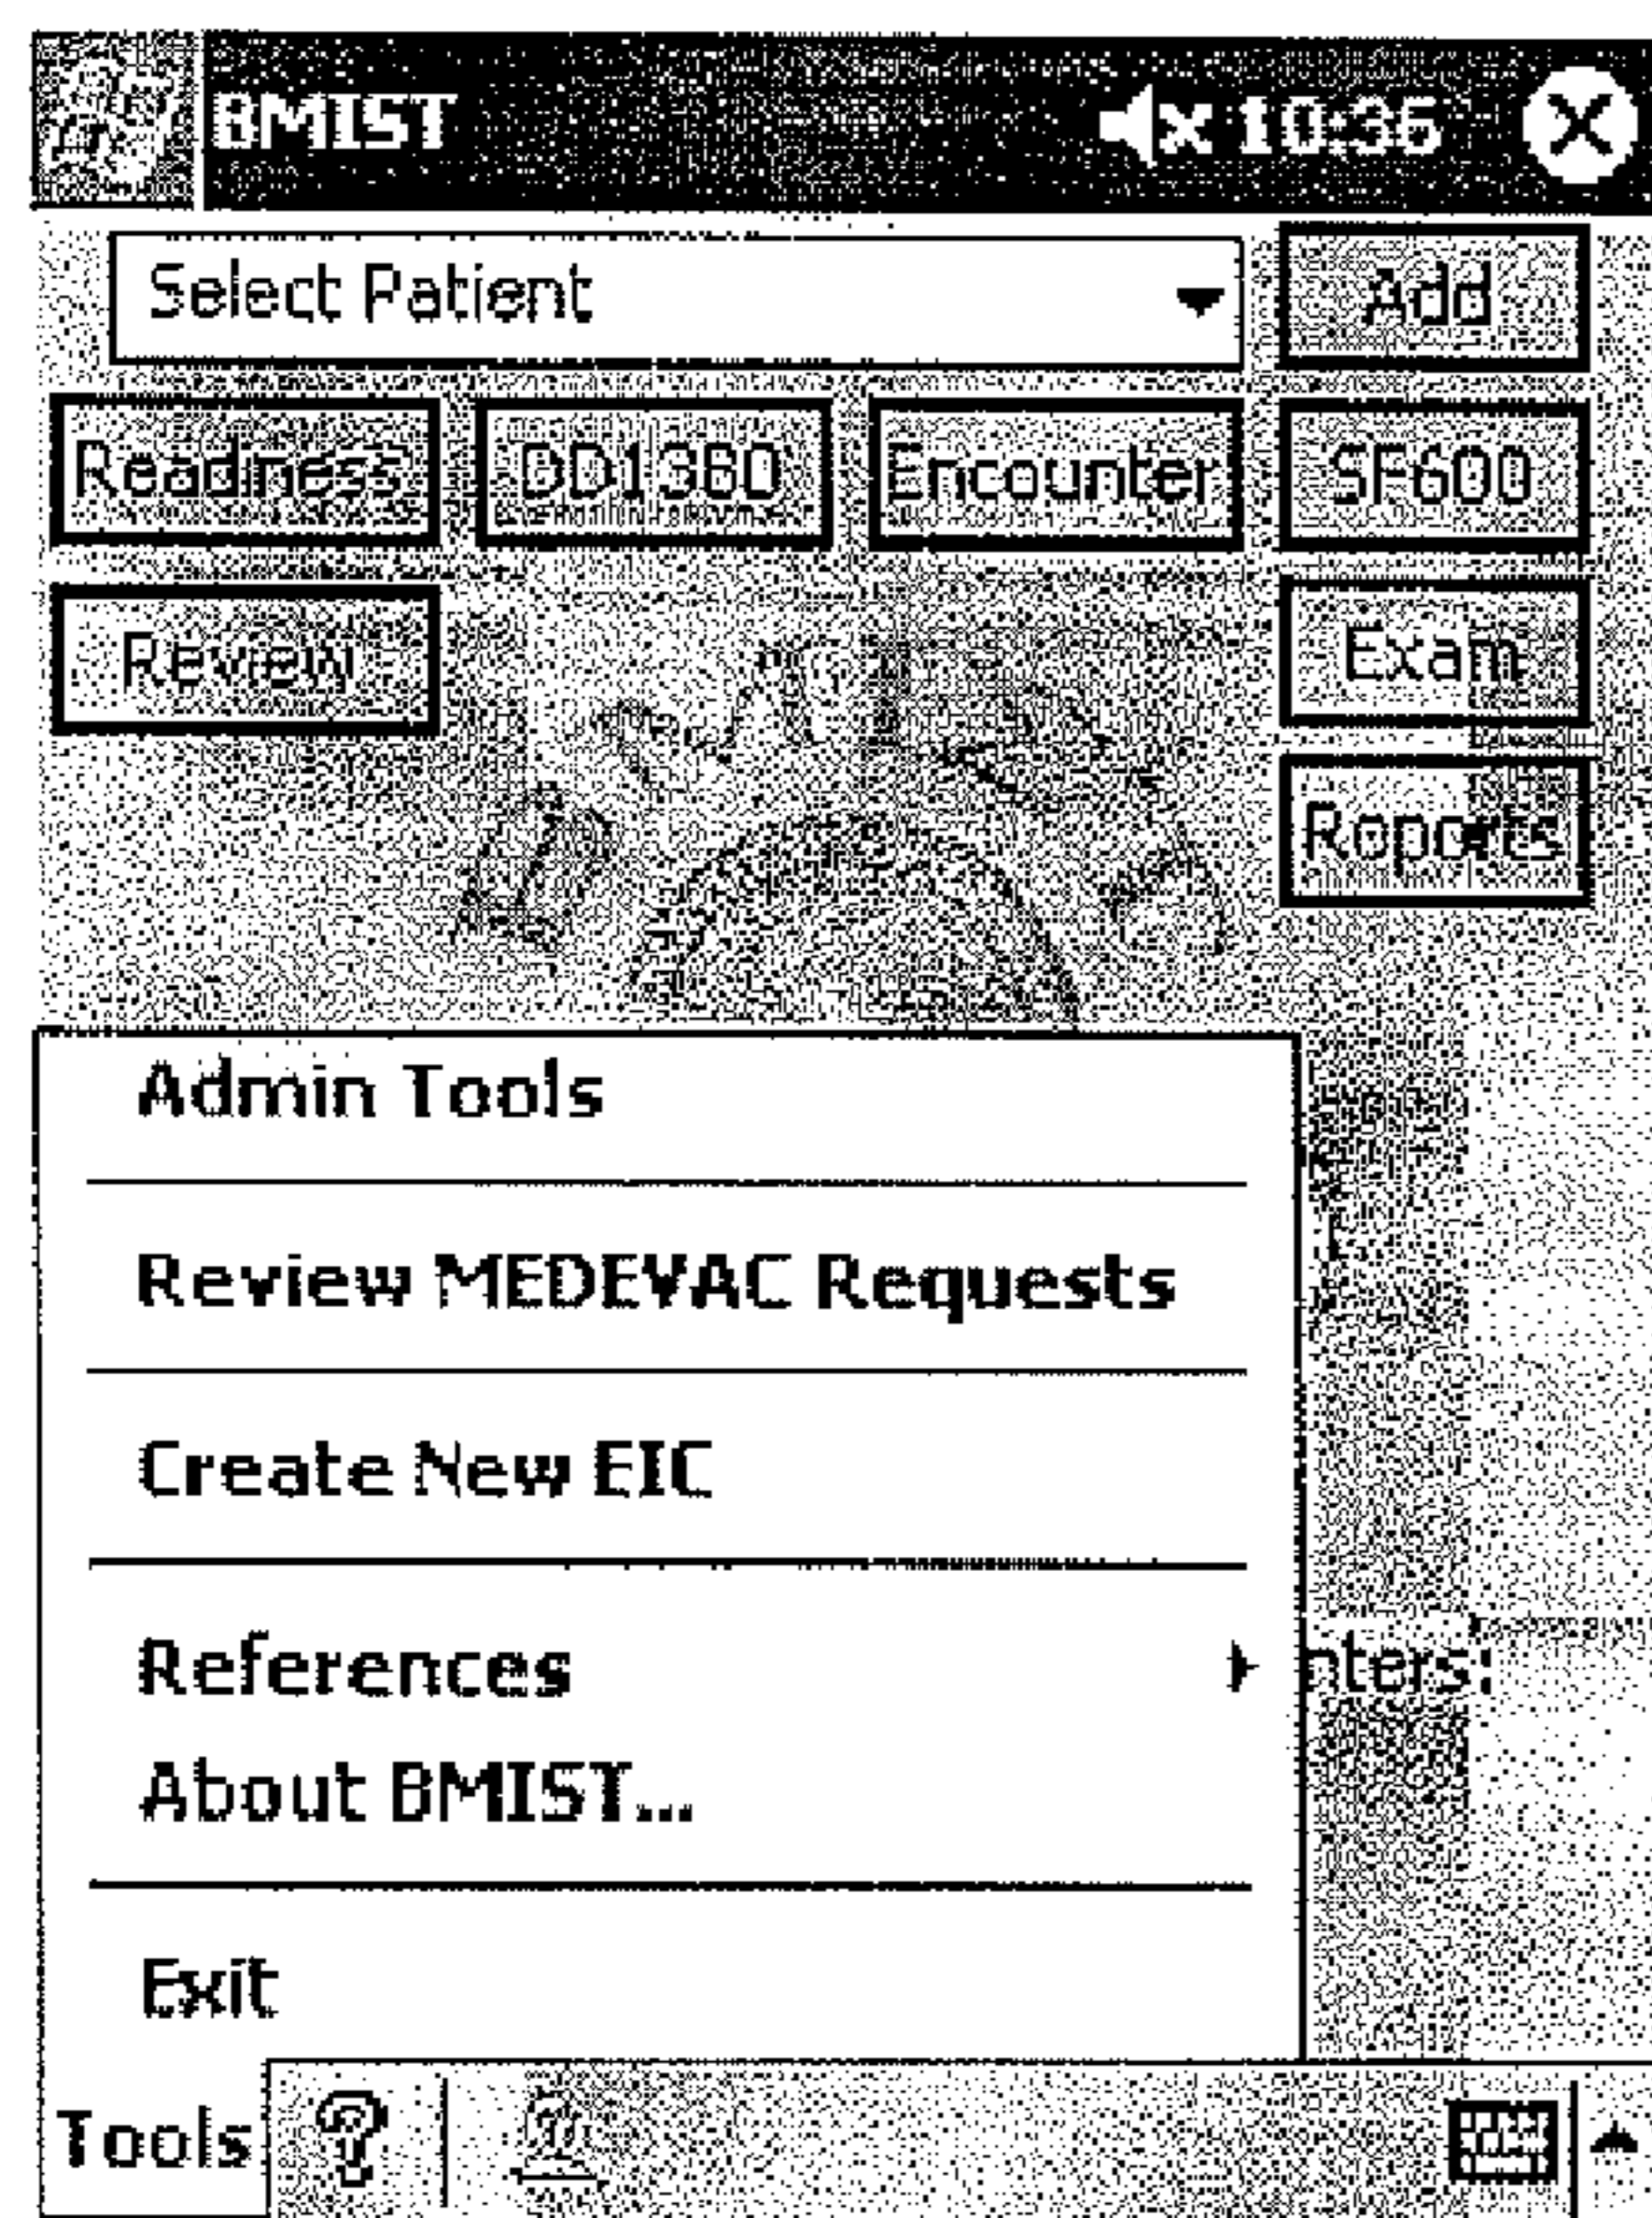 BMIST 10:36
Select Patient Add
Readiness DD1380 Encounter SF600
Review Exam
Reports
Admin Tools
Review MEDEVAC Requests
Create New EIC
References nters:
About BMIST...
Exit
Tools ?